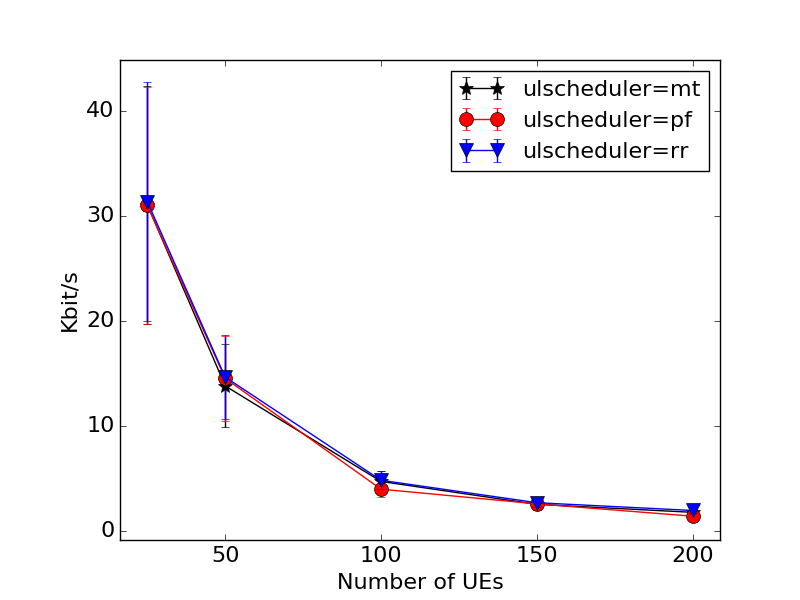 ulscheduler=mt
ulscheduler=pf
ulscheduler=rr
40
30
20
10
0
Kbit/s
50 100 150 200
Number of UEs